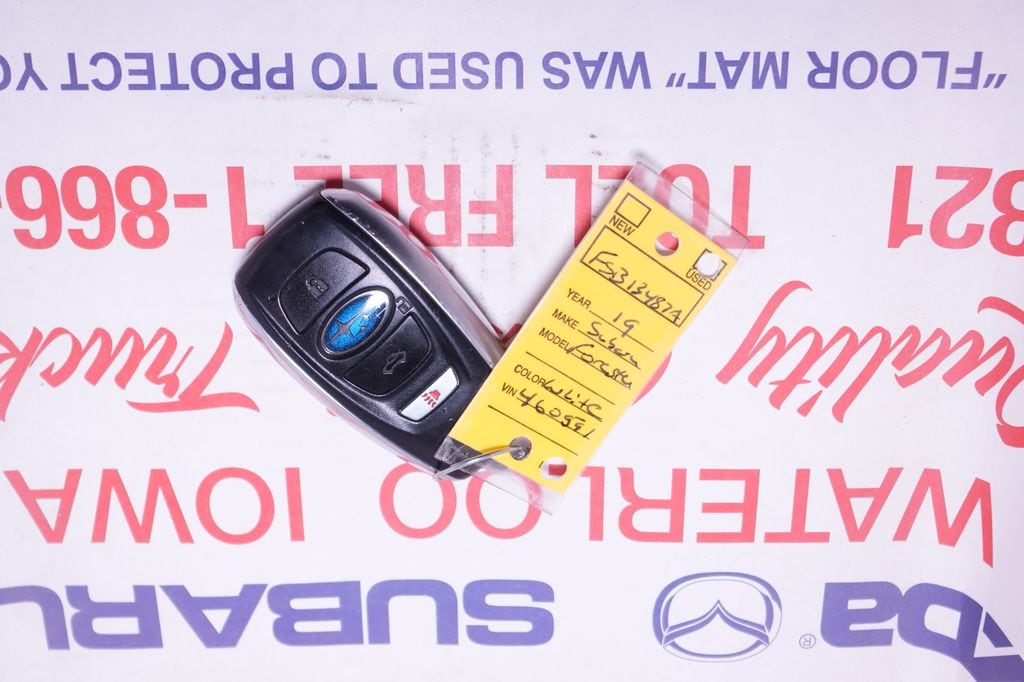 "FLOOR MAT" WAS USED TO PROTECT YO
821
TOLL FREE 1-866-
Quality
Truck
WATERLOO IOWA
SUBARU
®
NEW
USED
YEAR 19
MAKE Subaru
MODEL Forester
COLOR White
VIN 460591